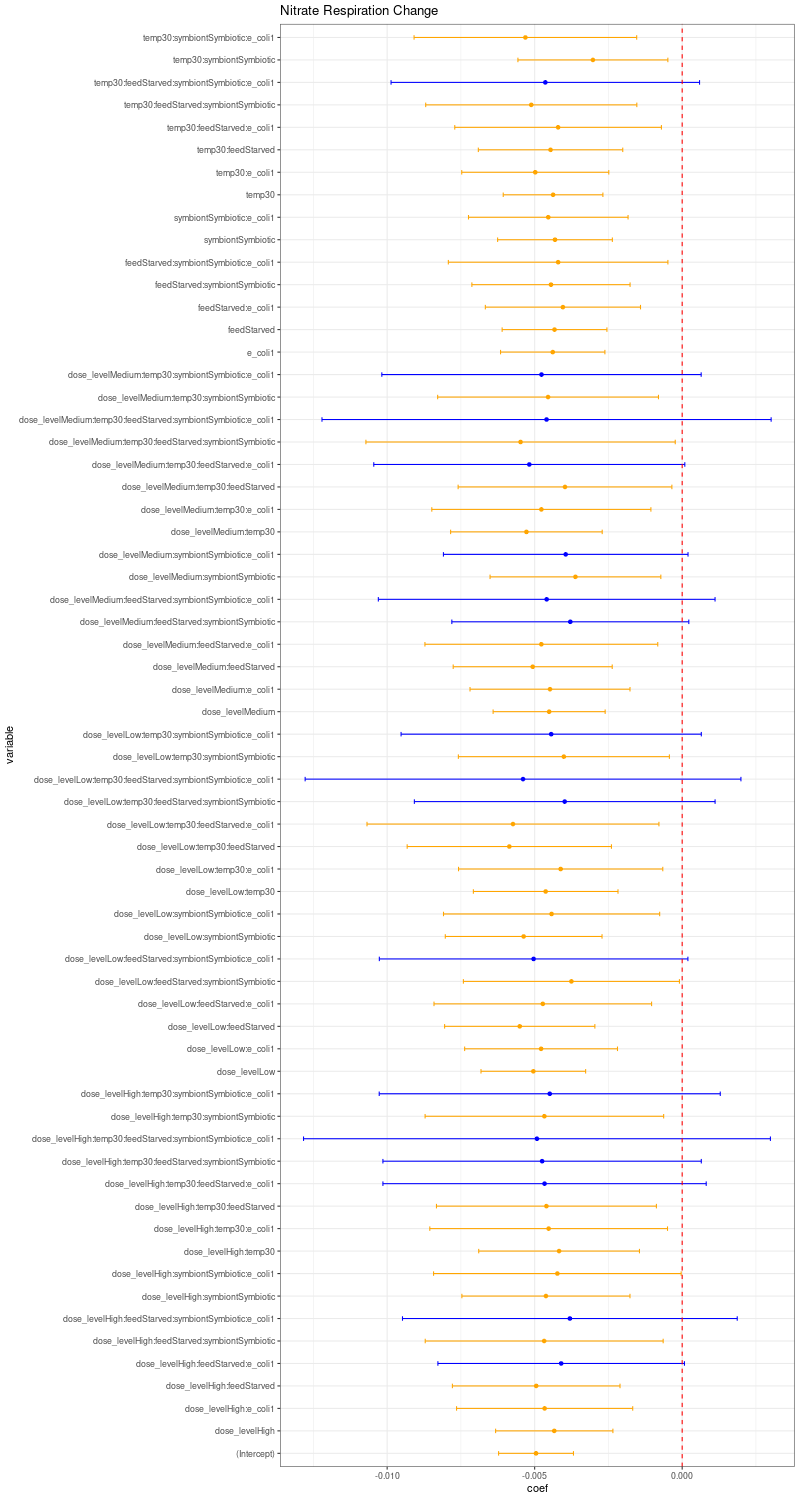 Nitrate Respiration Change
temp30:symbiontSymbiotic:e_coli1
temp30:symbiontSymbiotic
temp30:feedStarved:symbiontSymbiotic:e_coli1
temp30:feedStarved:symbiontSymbiotic
temp30:feedStarved:e_coli1
temp30:feedStarved
temp30:e_coli1
temp30
symbiontSymbiotic:e_coli1
symbiontSymbiotic
feedStarved:symbiontSymbiotic:e_coli1
feedStarved:symbiontSymbiotic
feedStarved:e_coli1
feedStarved
e_coli1
dose_levelMedium:temp30:symbiontSymbiotic:e_coli1
dose_levelMedium:temp30:symbiontSymbiotic
dose_levelMedium:temp30:feedStarved:symbiontSymbiotic:e_coli1
dose_levelMedium:temp30:feedStarved:symbiontSymbiotic
dose_levelMedium:temp30:feedStarved:e_coli1
dose_levelMedium:temp30:feedStarved
dose_levelMedium:temp30:e_coli1
dose_levelMedium:temp30
dose_levelMedium:symbiontSymbiotic:e_coli1
dose_levelMedium:symbiontSymbiotic
dose_levelMedium:feedStarved:symbiontSymbiotic:e_coli1
dose_levelMedium:feedStarved:symbiontSymbiotic
dose_levelMedium:feedStarved:e_coli1
dose_levelMedium:feedStarved
dose_levelMedium:e_coli1
dose_levelMedium
dose_levelLow:temp30:symbiontSymbiotic:e_coli1
dose_levelLow:temp30:symbiontSymbiotic
dose_levelLow:temp30:feedStarved:symbiontSymbiotic:e_coli1
dose_levelLow:temp30:feedStarved:symbiontSymbiotic
dose_levelLow:temp30:feedStarved:e_coli1
dose_levelLow:temp30:feedStarved
dose_levelLow:temp30:e_coli1
dose_levelLow:temp30
dose_levelLow:symbiontSymbiotic:e_coli1
dose_levelLow:symbiontSymbiotic
dose_levelLow:feedStarved:symbiontSymbiotic:e_coli1
dose_levelLow:feedStarved:symbiontSymbiotic
dose_levelLow:feedStarved:e_coli1
dose_levelLow:feedStarved
dose_levelLow:e_coli1
dose_levelLow
dose_levelHigh:temp30:symbiontSymbiotic:e_coli1
dose_levelHigh:temp30:symbiontSymbiotic
dose_levelHigh:temp30:feedStarved:symbiontSymbiotic:e_coli1
dose_levelHigh:temp30:feedStarved:symbiontSymbiotic
dose_levelHigh:temp30:feedStarved:e_coli1
dose_levelHigh:temp30:feedStarved
dose_levelHigh:temp30:e_coli1
dose_levelHigh:temp30
dose_levelHigh:symbiontSymbiotic:e_coli1
dose_levelHigh:symbiontSymbiotic
dose_levelHigh:feedStarved:symbiontSymbiotic:e_coli1
dose_levelHigh:feedStarved:symbiontSymbiotic
dose_levelHigh:feedStarved:e_coli1
dose_levelHigh:feedStarved
dose_levelHigh:e_coli1
dose_levelHigh
(Intercept)
variable
-0.010 -0.005 0.000
coef